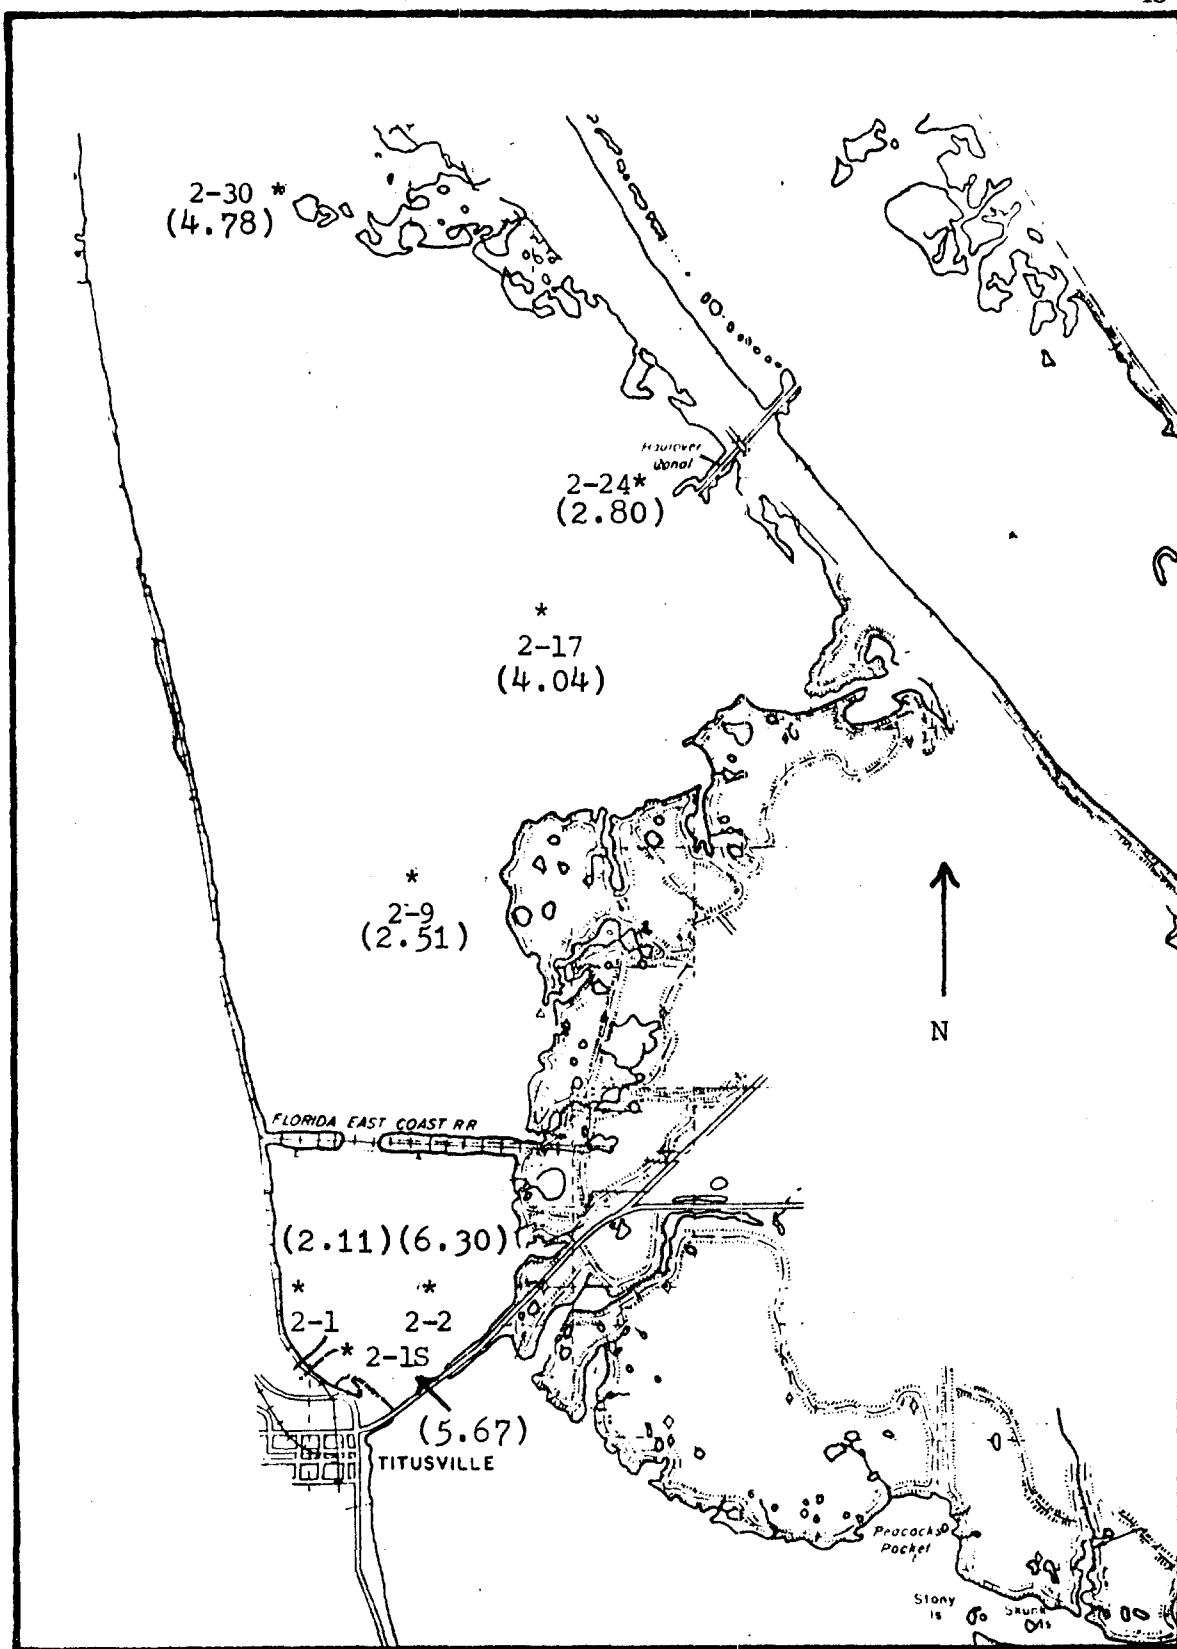 2-30 *
(4.78)
Haulover
Canal
2-24*
(2.80)
*
2-17
(4.04)
*
2-9
(2.51)
N
FLORIDA EAST COAST RR
(2.11)(6.30)
* *
2-1 2-2
* 2-1S
(5.67)
TITUSVILLE
Peacocks
Pocket
Stony
Is
Skunk
Is